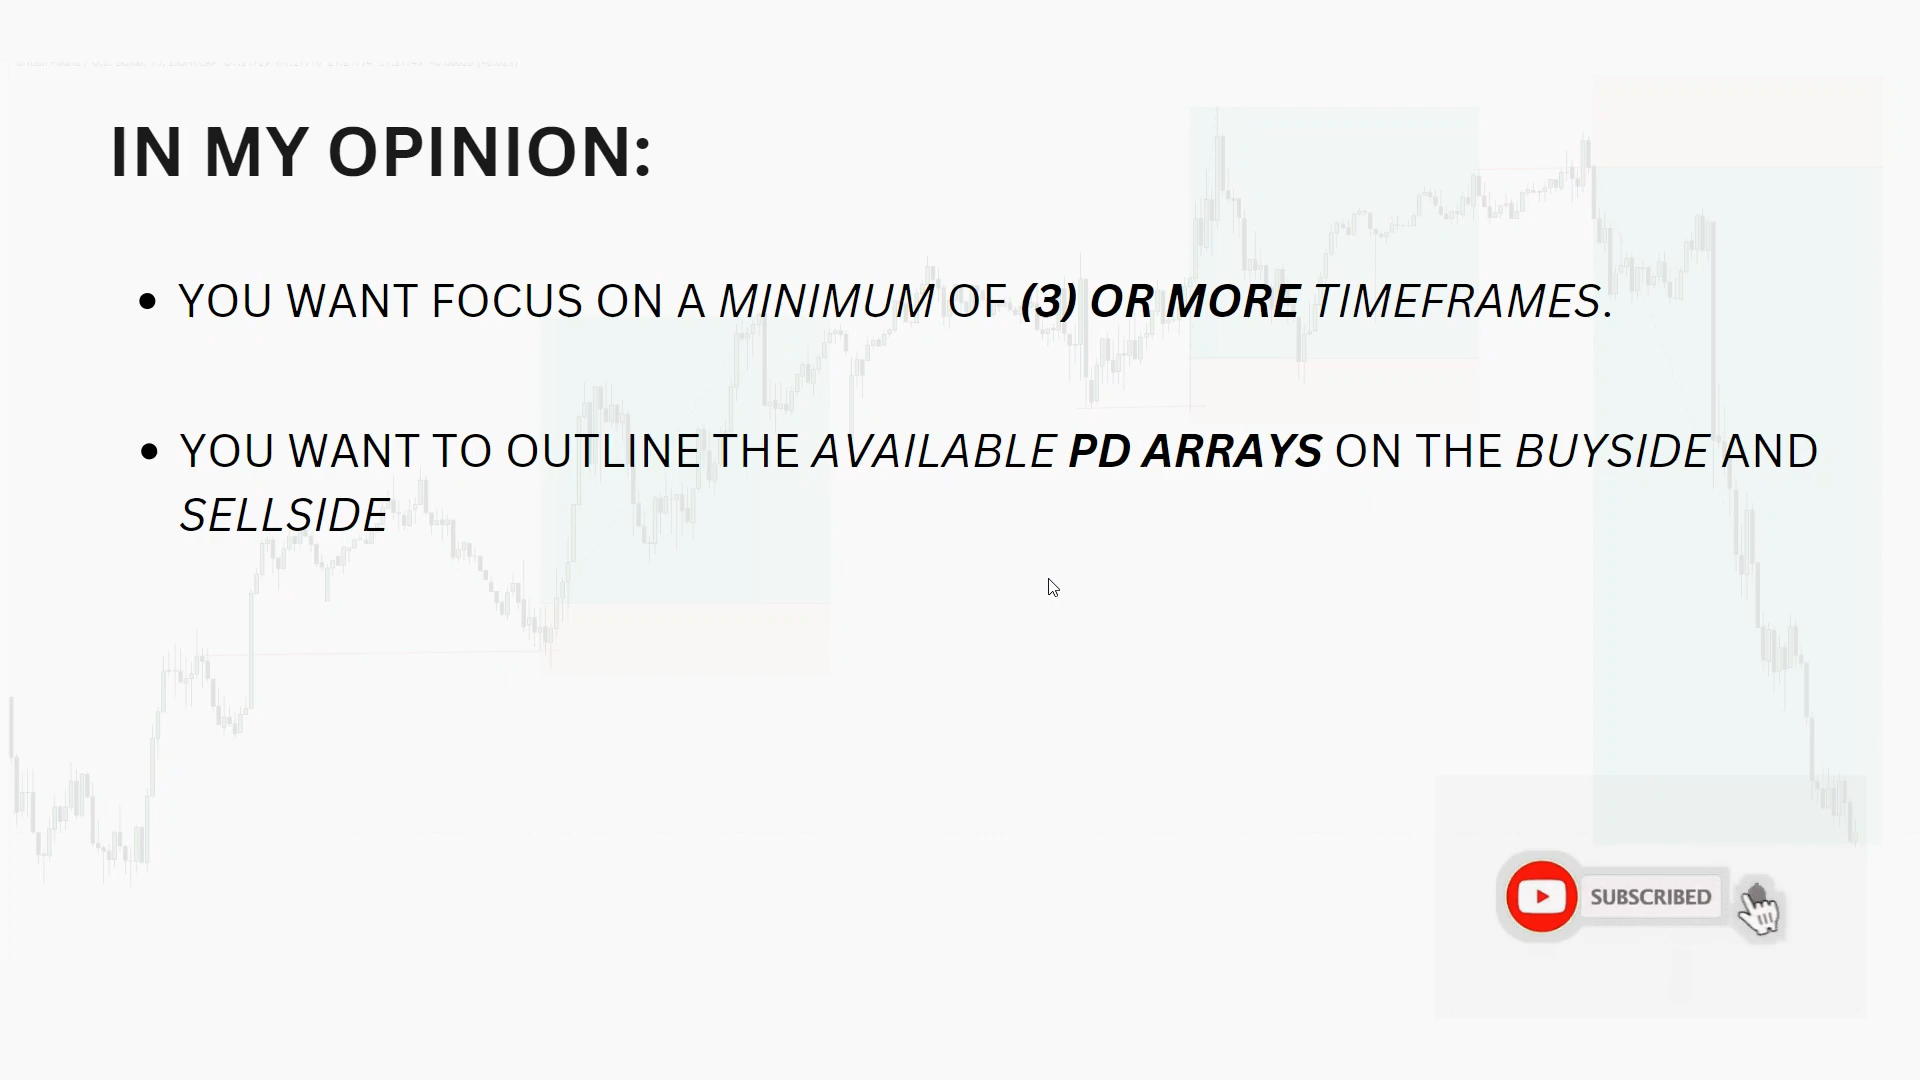 IN MY OPINION:
• YOU WANT FOCUS ON A MINIMUM OF (3) OR MORE TIMEFRAMES.
• YOU WANT TO OUTLINE THE AVAILABLE PD ARRAYS ON THE BUYSIDE AND
SELLSIDE
SUBSCRIBED